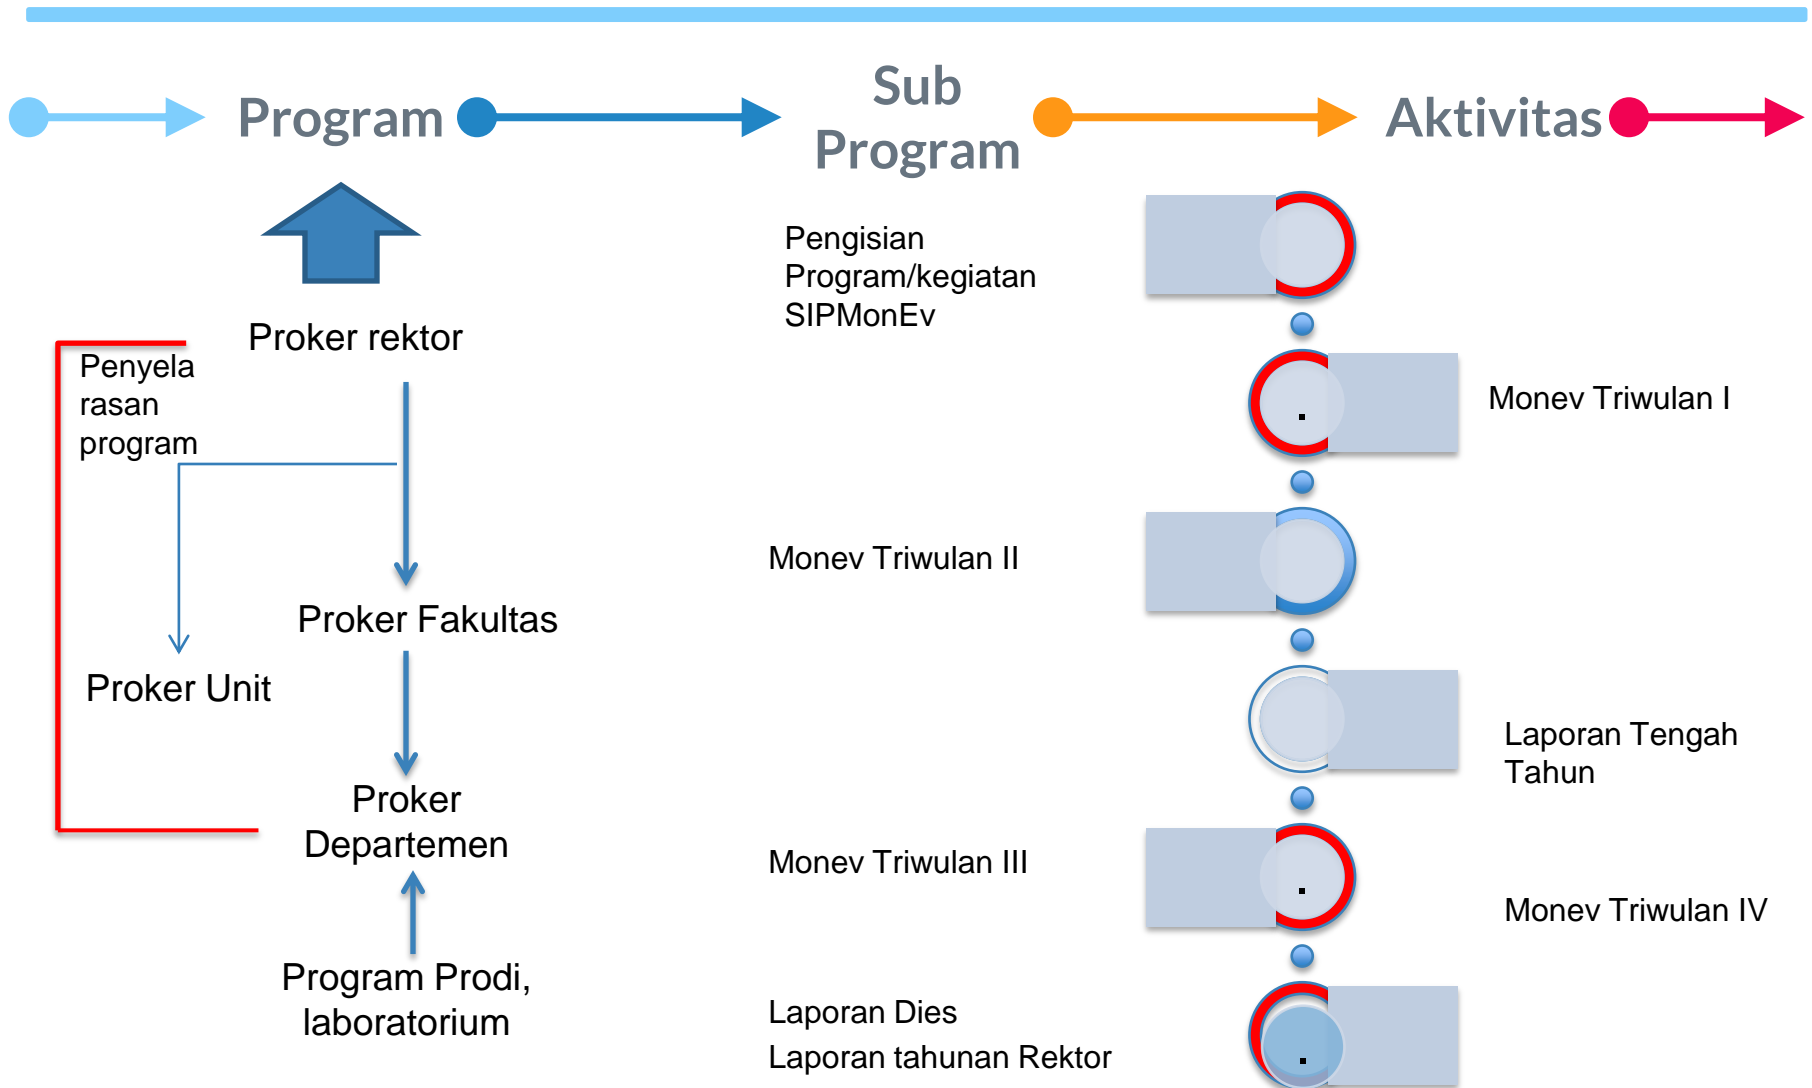 Program
Sub
Program
Aktivitas
Proker rektor
Penyela
rasan
program
Proker Fakultas
Proker Unit
Proker
Departemen
Program Prodi,
laboratorium
Pengisian
Program/kegiatan
SIPMonEv
Monev Triwulan I
Monev Triwulan II
Laporan Tengah
Tahun
Monev Triwulan III
Monev Triwulan IV
Laporan Dies
Laporan tahunan Rektor